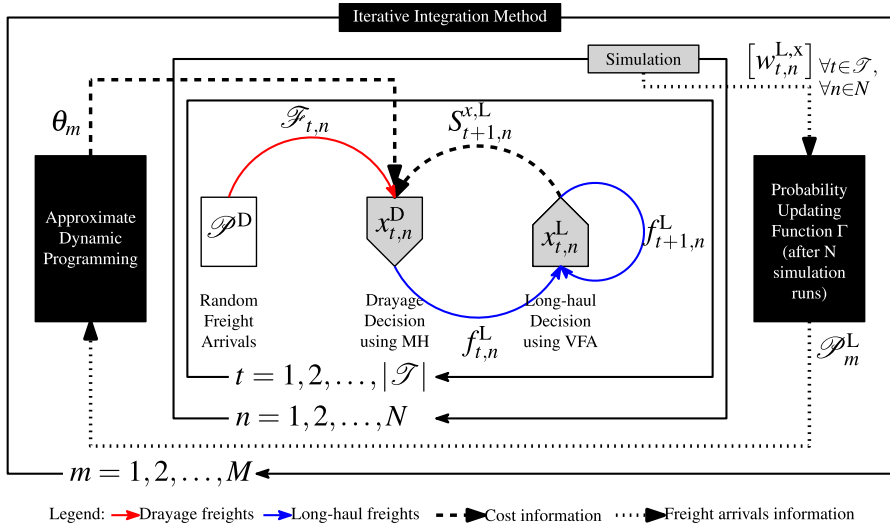 Iterative Integration Method
Simulation
[w^{L,x}_{t,n}] ∀t∈𝒯,
∀n∈N
θ_m
ℱ_{t,n}
S^{x,L}_{t+1,n}
Approximate
Dynamic
Programming
𝒫^D
x^D_{t,n}
x^L_{t,n}
f^L_{t+1,n}
Probability
Updating
Function Γ
(after N
simulation
runs)
Random
Freight
Arrivals
Drayage
Decision
using MH
Long-haul
Decision
using VFA
f^L_{t,n}
𝒫^L_m
t = 1,2,...,|𝒯|
n = 1,2,...,N
m = 1,2,...,M
Legend: Drayage freights Long-haul freights Cost information Freight arrivals information